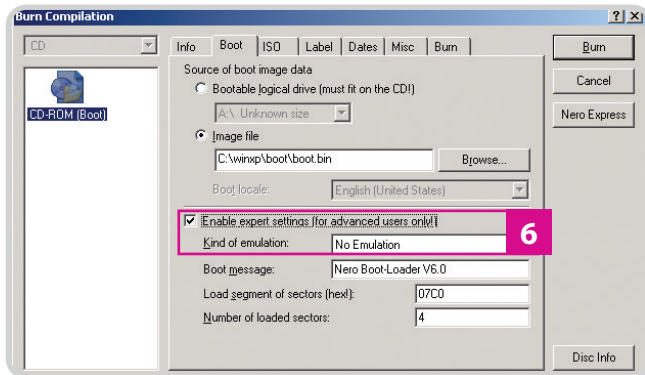 Burn Compilation
CD
CD-ROM (Boot)
Info Boot ISO Label Dates Misc Burn
Source of boot image data
Bootable logical drive (must fit on the CD!)
A:\ Unknown size
Image file
C:\winxp\boot\boot.bin Browse...
Boot locale: English (United States)
Enable expert settings (for advanced users only!)
Kind of emulation: No Emulation
6
Boot message: Nero Boot-Loader V6.0
Load segment of sectors (hex!): 07C0
Number of loaded sectors: 4
Burn
Cancel
Nero Express
Disc Info